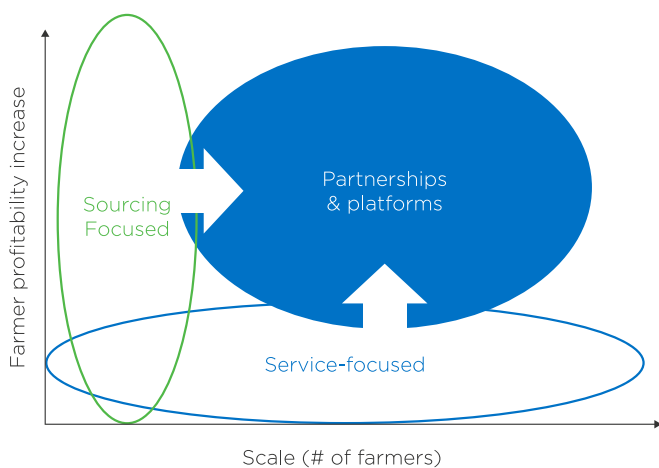 Farmer profitability increase
Sourcing
Focused
Partnerships
& platforms
Service-focused
Scale (# of farmers)